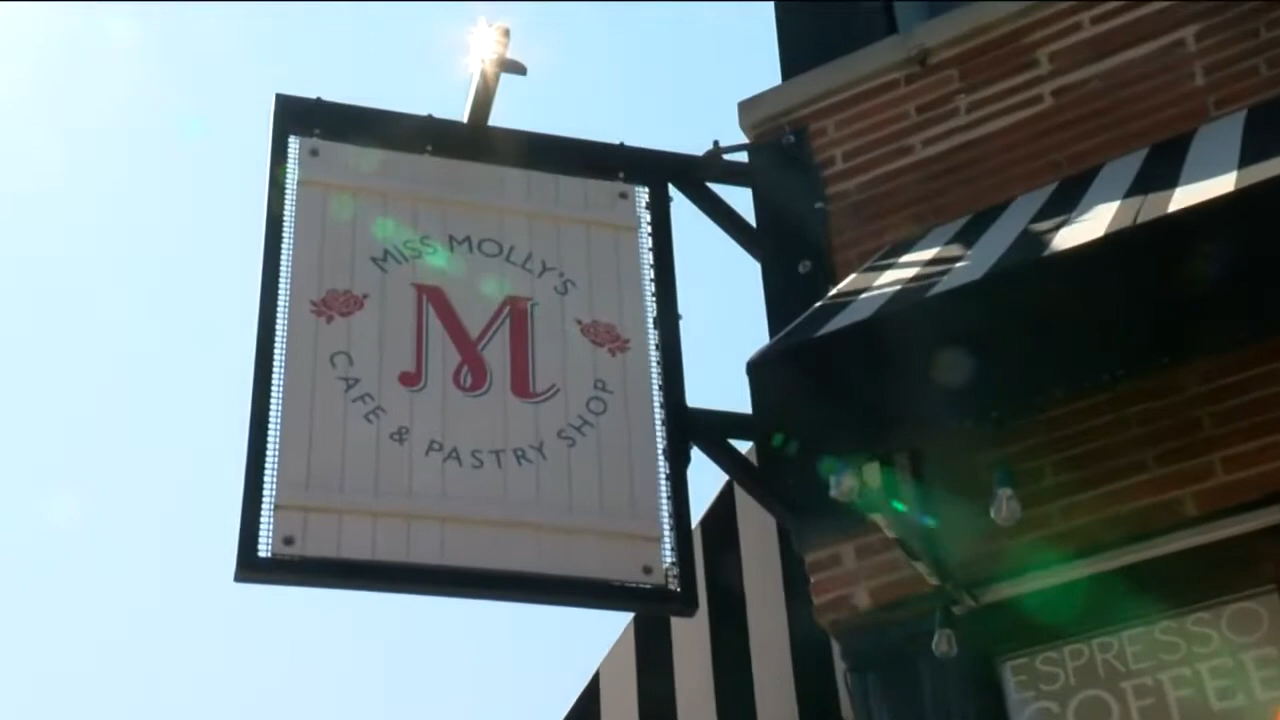 MISS MOLLY'S
M
CAFE & PASTRY SHOP
ESPRESSO
COFFEE